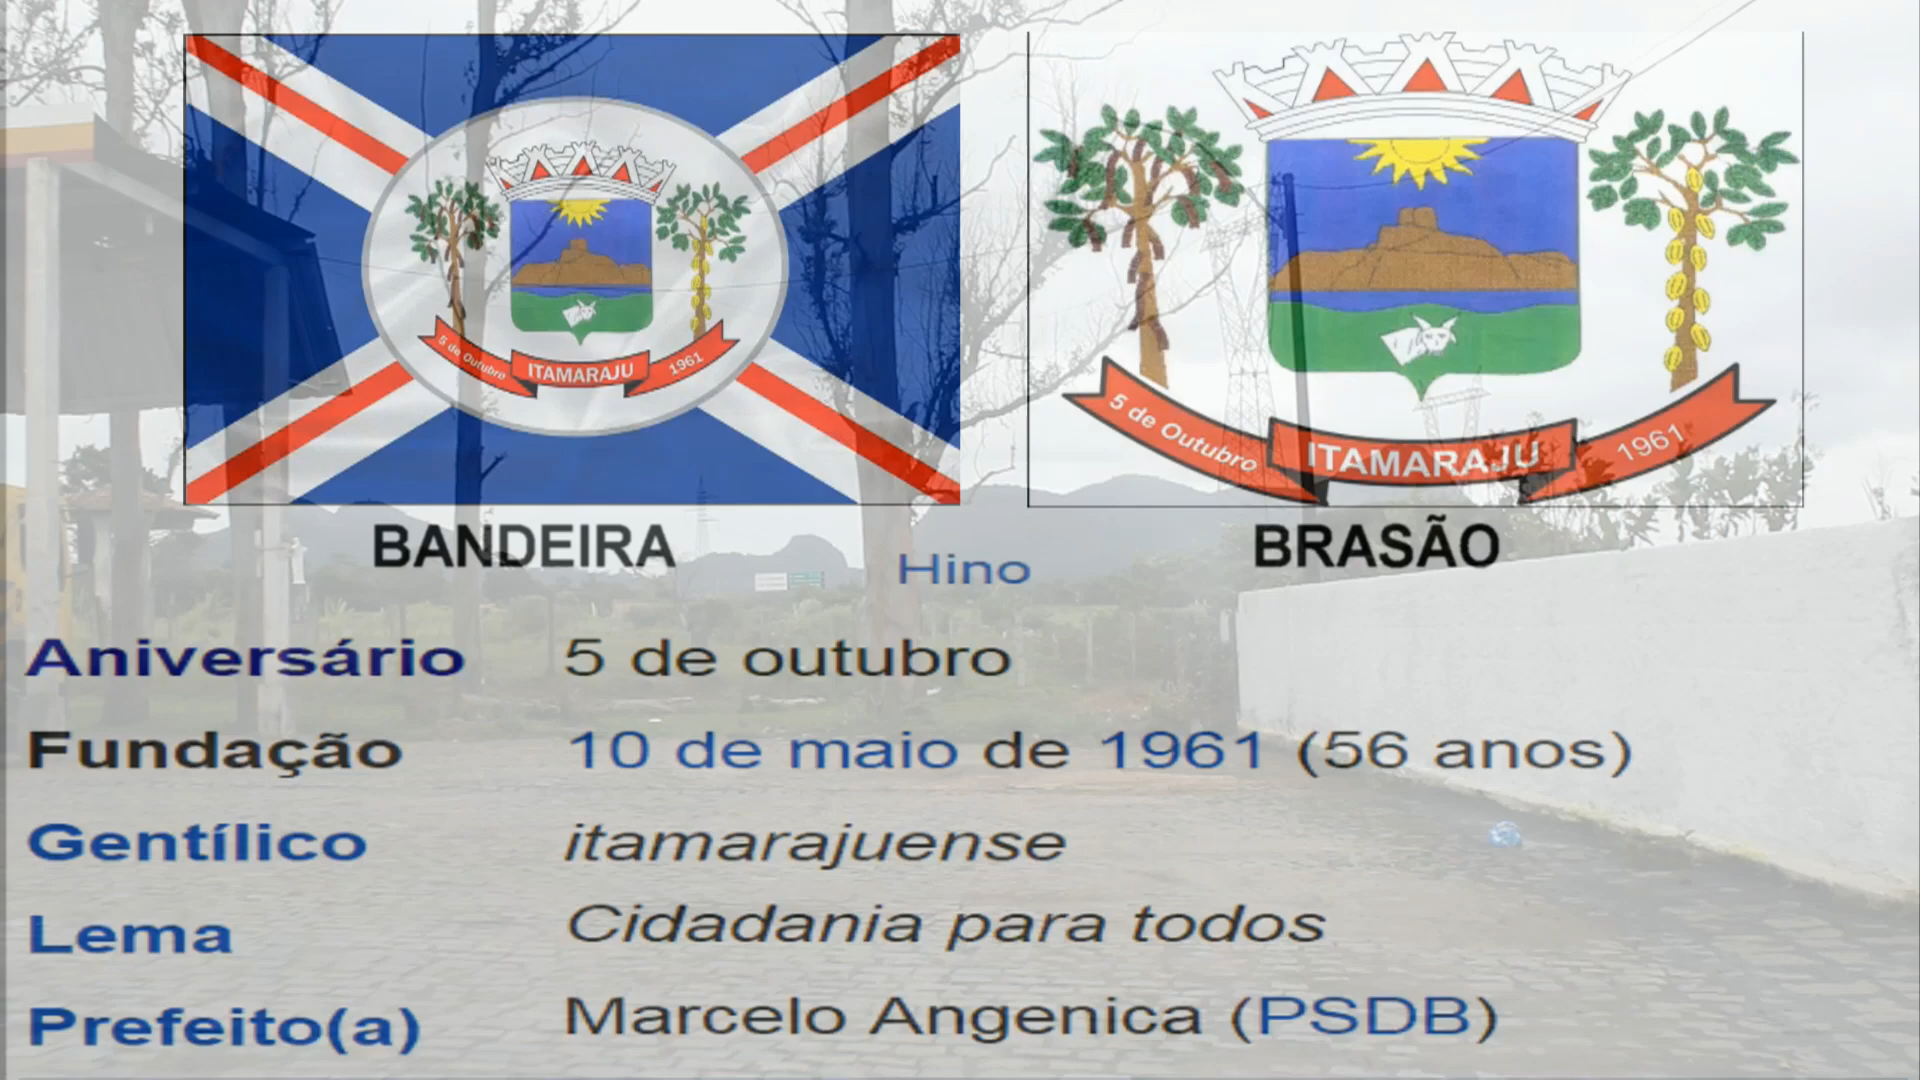 5 de Outubro
ITAMARAJU
1961
5 de Outubro
ITAMARAJU
1961
BANDEIRA
BRASÃO
Hino
Aniversário 5 de outubro
Fundação 10 de maio de 1961 (56 anos)
Gentílico itamarajuense
Lema Cidadania para todos
Prefeito(a) Marcelo Angenica (PSDB)